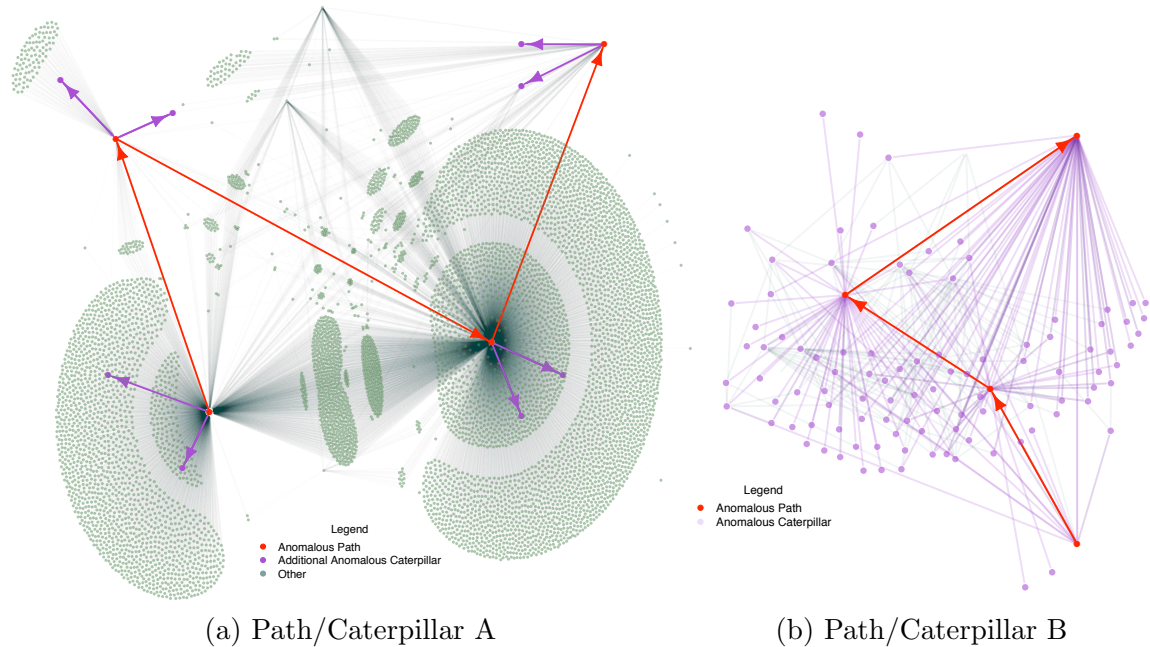 Legend
Anomalous Path
Additional Anomalous Caterpillar
Other
Legend
Anomalous Path
Anomalous Caterpillar
(a) Path/Caterpillar A
(b) Path/Caterpillar B